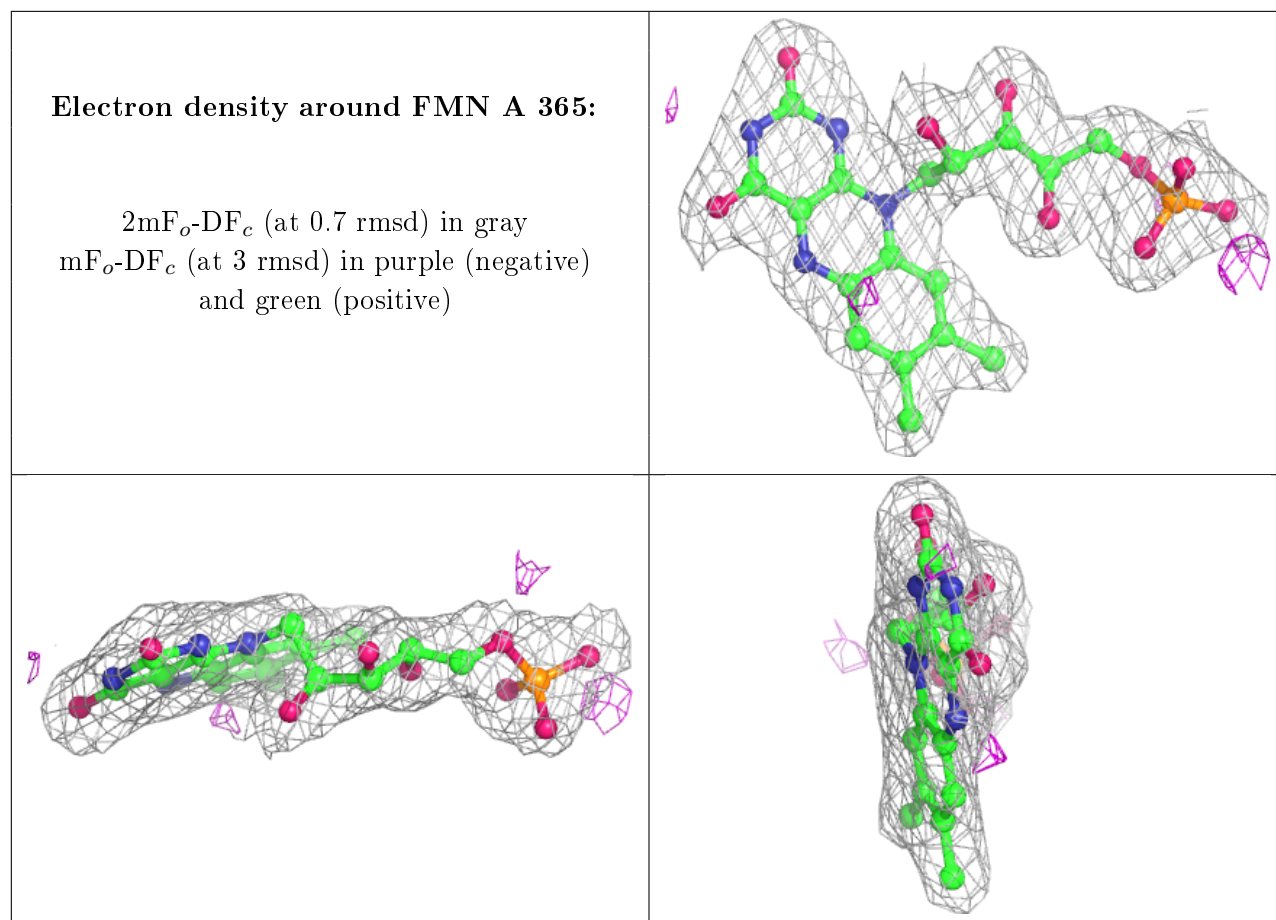 Electron density around FMN A 365:
2mFₒ-DF𝒸 (at 0.7 rmsd) in gray
mFₒ-DF𝒸 (at 3 rmsd) in purple (negative)
and green (positive)